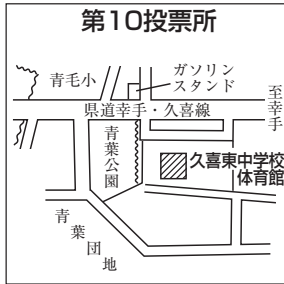 第10投票所
青毛小
ガソリン
スタンド
至幸手
県道幸手・久喜線
青葉公園
久喜東中学校
体育館
青葉団地